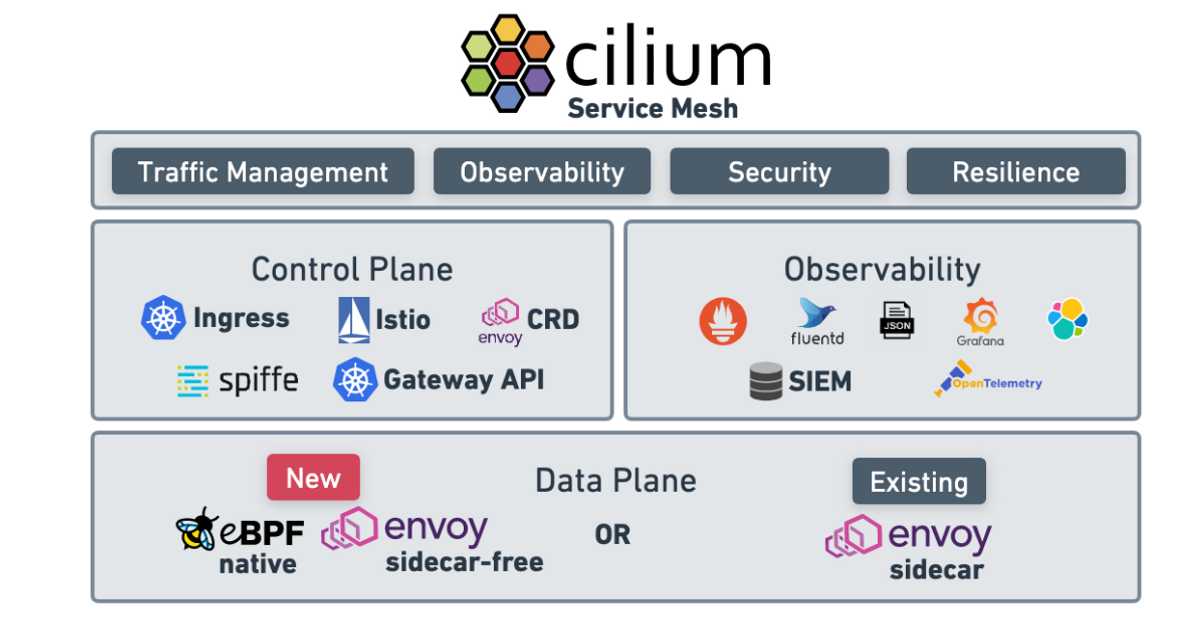 cilium
Service Mesh
Traffic Management
Observability
Security
Resilience
Control Plane
Ingress
Istio
envoy
CRD
spiffe
Gateway API
Observability
fluentd
JSON
Grafana
SIEM
OpenTelemetry
New
Data Plane
Existing
eBPF
native
envoy
sidecar-free
OR
envoy
sidecar